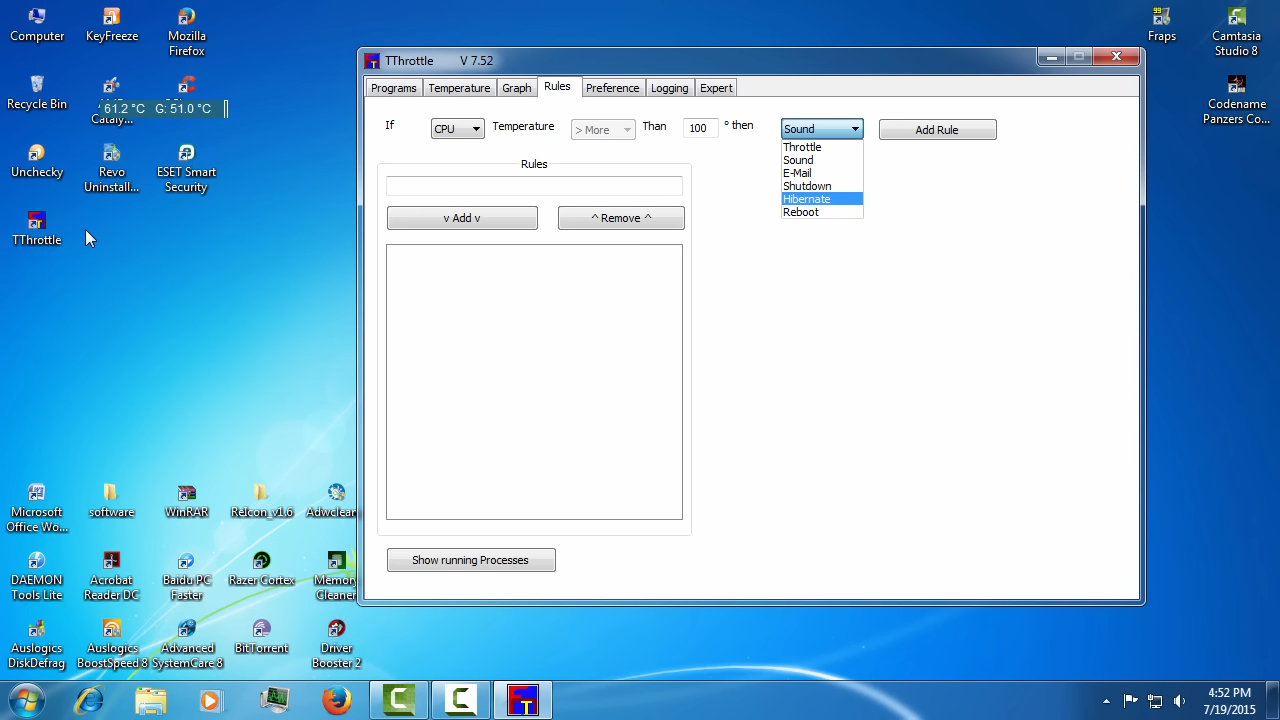 Computer
KeyFreeze
Mozilla
Firefox
Fraps
Camtasia
Studio 8
Recycle Bin
Cataly...
61.2 °C G: 51.0 °C
Codename
Panzers Co...
Unchecky
Revo
Uninstall...
ESET Smart
Security
TThrottle
TThrottle V 7.52
Programs
Temperature
Graph
Rules
Preference
Logging
Expert
If
CPU
Temperature
> More
Than
100
° then
Sound
Add Rule
Throttle
Sound
E-Mail
Shutdown
Hibernate
Reboot
Rules
v Add v
^ Remove ^
Show running Processes
Microsoft
Office Wo...
software
WinRAR
ReIcon_v1.6
Adwclean
DAEMON
Tools Lite
Acrobat
Reader DC
Baidu PC
Faster
Razer Cortex
Memory
Cleaner
Auslogics
DiskDefrag
Auslogics
BoostSpeed 8
Advanced
SystemCare 8
BitTorrent
Driver
Booster 2
4:52 PM
7/19/2015